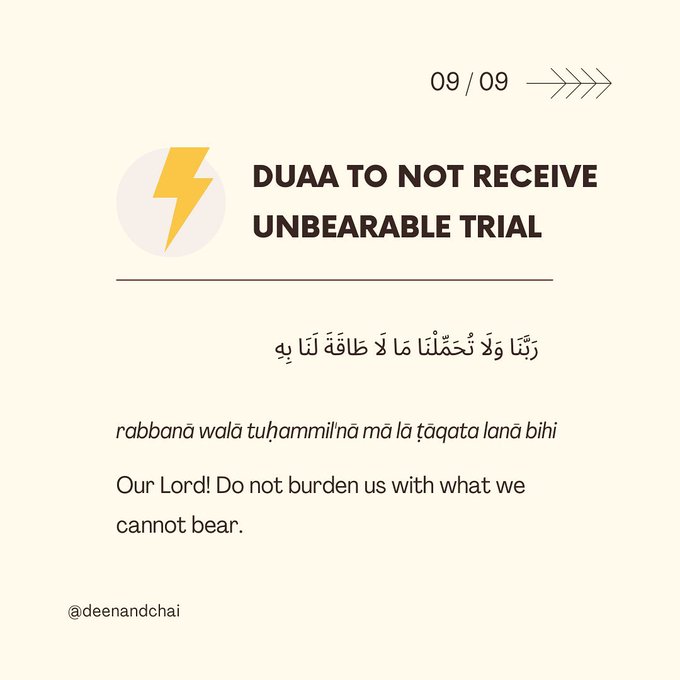 09 / 09
DUAA TO NOT RECEIVE
UNBEARABLE TRIAL
رَبَّنَا وَلَا تُحَمِّلْنَا مَا لَا طَاقَةَ لَنَا بِهِ
rabbanā walā tuḥammil'nā mā lā ṭāqata lanā bihi
Our Lord! Do not burden us with what we
cannot bear.
@deenandchai